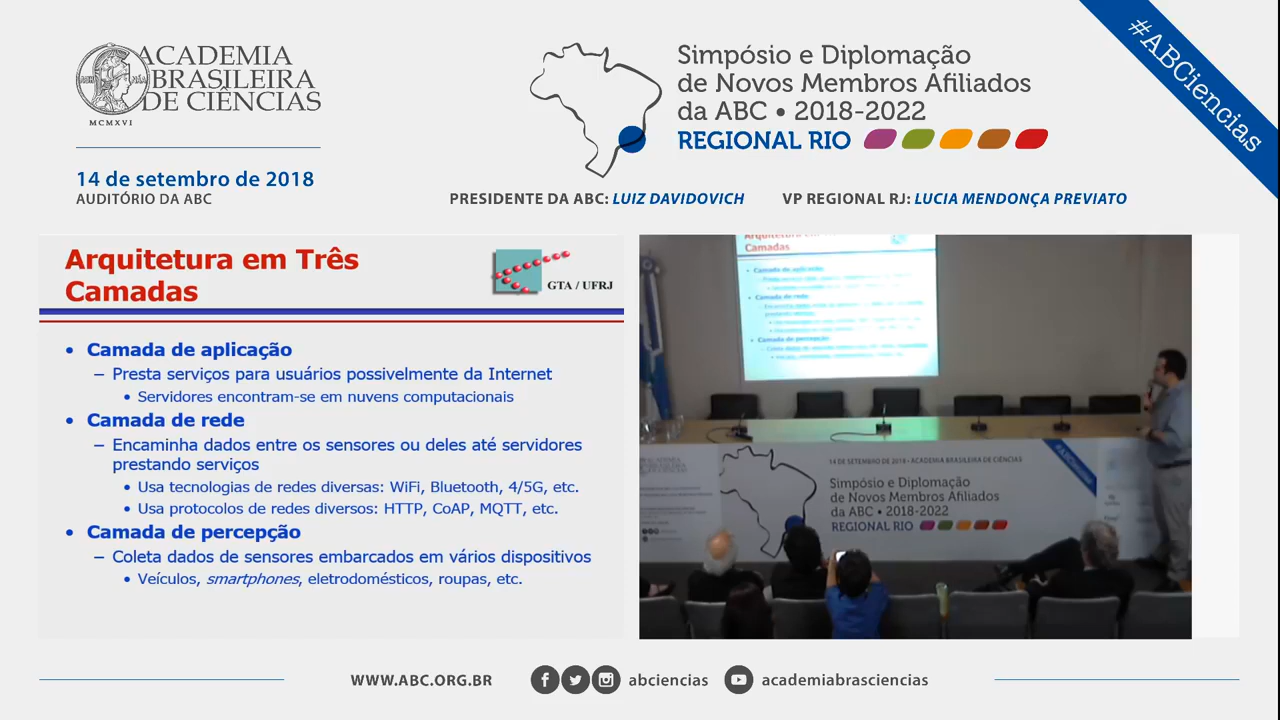 ACADEMIA
BRASILEIRA
DE CIÊNCIAS
MCMXVI
14 de setembro de 2018
AUDITÓRIO DA ABC
Simpósio e Diplomação
de Novos Membros Afiliados
da ABC • 2018-2022
REGIONAL RIO
#ABCiencias
PRESIDENTE DA ABC: LUIZ DAVIDOVICH VP REGIONAL RJ: LUCIA MENDONÇA PREVIATO
Arquitetura em Três
Camadas
GTA / UFRJ
• Camada de aplicação
– Presta serviços para usuários possivelmente da Internet
• Servidores encontram-se em nuvens computacionais
• Camada de rede
– Encaminha dados entre os sensores ou deles até servidores
prestando serviços
• Usa tecnologias de redes diversas: WiFi, Bluetooth, 4/5G, etc.
• Usa protocolos de redes diversos: HTTP, CoAP, MQTT, etc.
• Camada de percepção
– Coleta dados de sensores embarcados em vários dispositivos
• Veículos, smartphones, eletrodomésticos, roupas, etc.
Camadas
• Camada de aplicação
• Camada de rede
• Camada de percepção
14 DE SETEMBRO DE 2018 • ACADEMIA BRASILEIRA DE CIÊNCIAS
Simpósio e Diplomação
de Novos Membros Afiliados
da ABC • 2018-2022
REGIONAL RIO
WWW.ABC.ORG.BR
abciencias
academiabrasciencias